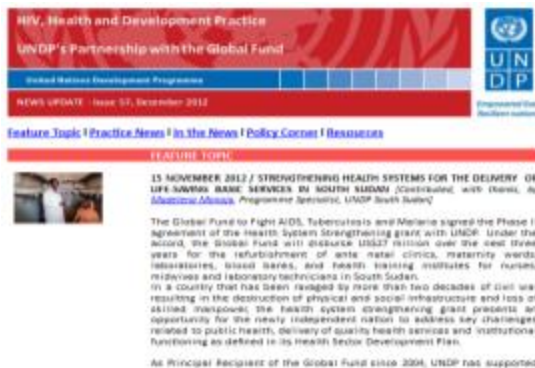 HIV, Health and Development Practice
UNDP's Partnership with the Global Fund
United Nations Development Programme
NEWS UPDATE - Issue 57, December 2012
U N
D P
Empowered lives.
Resilient nations.
Feature Topic I Practice News I In the News I Policy Corner I Resources
FEATURE TOPIC
15 NOVEMBER 2012 / STRENGTHENING HEALTH SYSTEMS FOR THE DELIVERY OF
LIFE-SAVING BASIC SERVICES IN SOUTH SUDAN (Contributed, with thanks, by
Programme Specialist, UNDP South Sudan)
The Global Fund to Fight AIDS, Tuberculosis and Malaria signed the Phase I
agreement of the Health System Strengthening grant with UNDP. Under the
accord, the Global Fund will disburse US$27 million over the next three
years for the refurbishment of ante natal clinics, maternity wards,
laboratories, blood banks, and health training institutes for nurses,
midwives and laboratory technicians in South Sudan.
In a country that has been ravaged by more than two decades of civil war
resulting in the destruction of physical and social infrastructure and loss of
skilled manpower, the health system strengthening grant presents an
opportunity for the newly independent nation to address key challenges
related to public health, delivery of quality health services and institutional
functioning as defined in its Health Sector Development Plan.
As Principal Recipient of the Global Fund since 2004, UNDP has supported